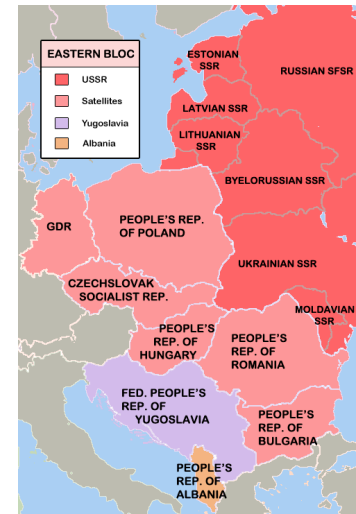 EASTERN BLOC
USSR
Satellites
Yugoslavia
Albania
ESTONIAN
SSR
RUSSIAN SFSR
LATVIAN SSR
LITHUANIAN
SSR
BYELORUSSIAN SSR
GDR
PEOPLE'S REP.
OF POLAND
UKRAINIAN SSR
CZECHSLOVAK
SOCIALIST REP.
MOLDAVIAN
SSR
PEOPLE'S
REP. OF
HUNGARY
PEOPLE'S
REP. OF
ROMANIA
FED. PEOPLE'S
REP. OF
YUGOSLAVIA
PEOPLE'S
REP. OF
BULGARIA
PEOPLE'S
REP. OF
ALBANIA